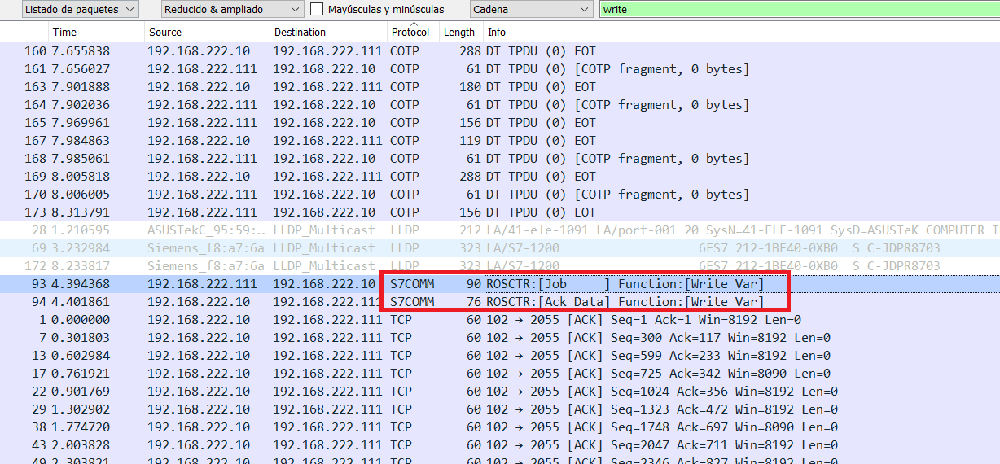 Listado de paquetes Reducido & ampliado Mayúsculas y minúsculas Cadena write
Time Source Destination Protocol Length Info
160 7.655838 192.168.222.10 192.168.222.111 COTP 288 DT TPDU (0) EOT
161 7.656027 192.168.222.111 192.168.222.10 COTP 61 DT TPDU (0) [COTP fragment, 0 bytes]
163 7.901888 192.168.222.10 192.168.222.111 COTP 180 DT TPDU (0) EOT
164 7.902036 192.168.222.111 192.168.222.10 COTP 61 DT TPDU (0) [COTP fragment, 0 bytes]
165 7.969961 192.168.222.111 192.168.222.10 COTP 156 DT TPDU (0) EOT
167 7.984863 192.168.222.10 192.168.222.111 COTP 119 DT TPDU (0) EOT
168 7.985061 192.168.222.111 192.168.222.10 COTP 61 DT TPDU (0) [COTP fragment, 0 bytes]
169 8.005818 192.168.222.10 192.168.222.111 COTP 288 DT TPDU (0) EOT
170 8.006005 192.168.222.111 192.168.222.10 COTP 61 DT TPDU (0) [COTP fragment, 0 bytes]
173 8.313791 192.168.222.111 192.168.222.10 COTP 156 DT TPDU (0) EOT
28 1.210595 ASUSTekC_95:59:… LLDP_Multicast LLDP 212 LA/41-ele-1091 LA/port-001 20 SysN=41-ELE-1091 SysD=ASUSTeK COMPUTER I
69 3.232984 Siemens_f8:a7:6a LLDP_Multicast LLDP 323 LA/S7-1200 6ES7 212-1BE40-0XB0 S C-JDPR8703
172 8.233817 Siemens_f8:a7:6a LLDP_Multicast LLDP 323 LA/S7-1200 6ES7 212-1BE40-0XB0 S C-JDPR8703
93 4.394368 192.168.222.111 192.168.222.10 S7COMM 90 ROSCTR:[Job ] Function:[Write Var]
94 4.401861 192.168.222.10 192.168.222.111 S7COMM 76 ROSCTR:[Ack_Data] Function:[Write Var]
1 0.000000 192.168.222.10 192.168.222.111 TCP 60 102 → 2055 [ACK] Seq=1 Ack=1 Win=8192 Len=0
7 0.301803 192.168.222.10 192.168.222.111 TCP 60 102 → 2055 [ACK] Seq=300 Ack=117 Win=8192 Len=0
13 0.602984 192.168.222.10 192.168.222.111 TCP 60 102 → 2055 [ACK] Seq=599 Ack=233 Win=8192 Len=0
17 0.761921 192.168.222.10 192.168.222.111 TCP 60 102 → 2055 [ACK] Seq=725 Ack=342 Win=8090 Len=0
22 0.901769 192.168.222.10 192.168.222.111 TCP 60 102 → 2055 [ACK] Seq=1024 Ack=356 Win=8192 Len=0
29 1.302902 192.168.222.10 192.168.222.111 TCP 60 102 → 2055 [ACK] Seq=1323 Ack=472 Win=8192 Len=0
38 1.774720 192.168.222.10 192.168.222.111 TCP 60 102 → 2055 [ACK] Seq=1748 Ack=697 Win=8090 Len=0
43 2.003828 192.168.222.10 192.168.222.111 TCP 60 102 → 2055 [ACK] Seq=2047 Ack=711 Win=8192 Len=0
49 2.303821 192.168.222.10 192.168.222.111 TCP 60 102 → 2055 [ACK] Seq=2346 Ack=827 Win=8192 Len=0